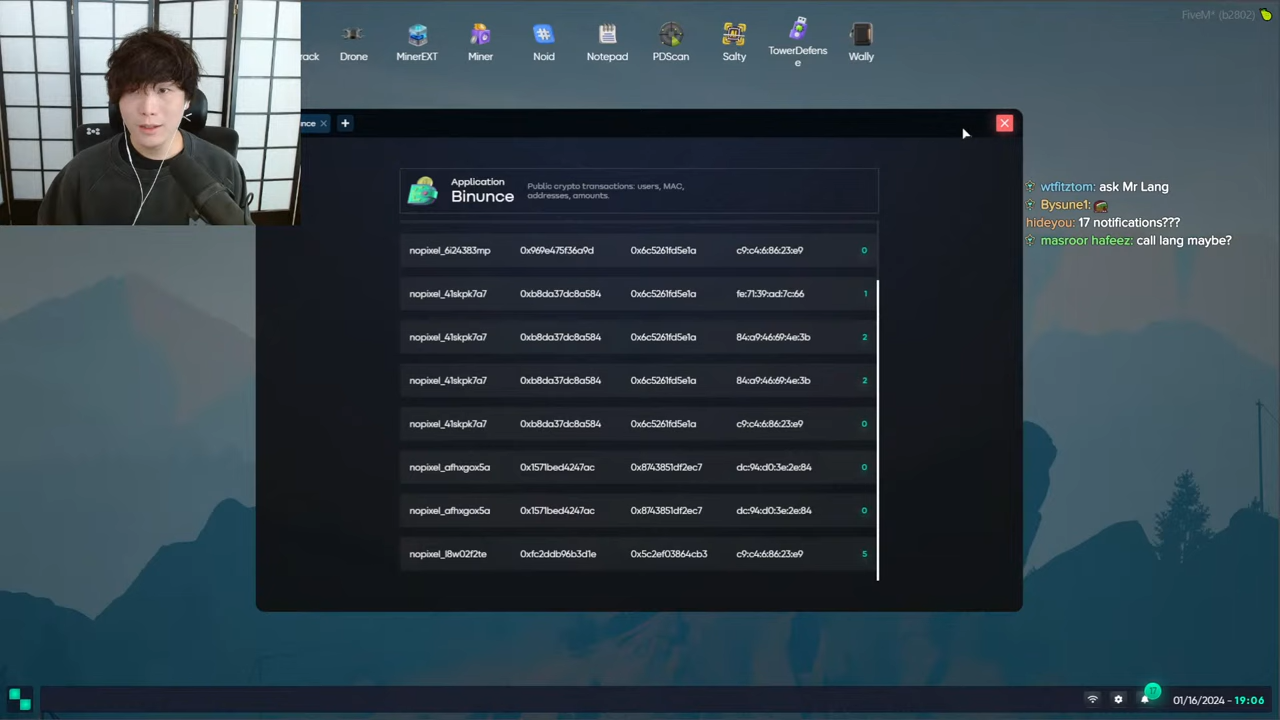 FiveM* (b2802)
rack
Drone
MinerEXT
Miner
Noid
Notepad
PDScan
Salty
TowerDefens
e
Wally
nce
Application
Binunce
Public crypto transactions: users, MAC,
addresses, amounts.
nopixel_6i24383mp 0x969e475f36a9d 0x6c5261fd5e1a c9:c4:6:86:23:e9 0
nopixel_41skpk7a7 0xb8da37dc8a584 0x6c5261fd5e1a fe:71:39:ad:7c:66 1
nopixel_41skpk7a7 0xb8da37dc8a584 0x6c5261fd5e1a 84:a9:46:69:4e:3b 2
nopixel_41skpk7a7 0xb8da37dc8a584 0x6c5261fd5e1a 84:a9:46:69:4e:3b 2
nopixel_41skpk7a7 0xb8da37dc8a584 0x6c5261fd5e1a c9:c4:6:86:23:e9 0
nopixel_afhxgox5a 0x1571bed4247ac 0x8743851df2ec7 dc:94:d0:3e:2e:84 0
nopixel_afhxgox5a 0x1571bed4247ac 0x8743851df2ec7 dc:94:d0:3e:2e:84 0
nopixel_l8w02f2te 0xfc2ddb96b3d1e 0x5c2ef03864cb3 c9:c4:6:86:23:e9 5
wtfitztom: ask Mr Lang
Bysune1:
hideyou: 17 notifications???
masroor hafeez: call lang maybe?
17
01/16/2024 - 19:06